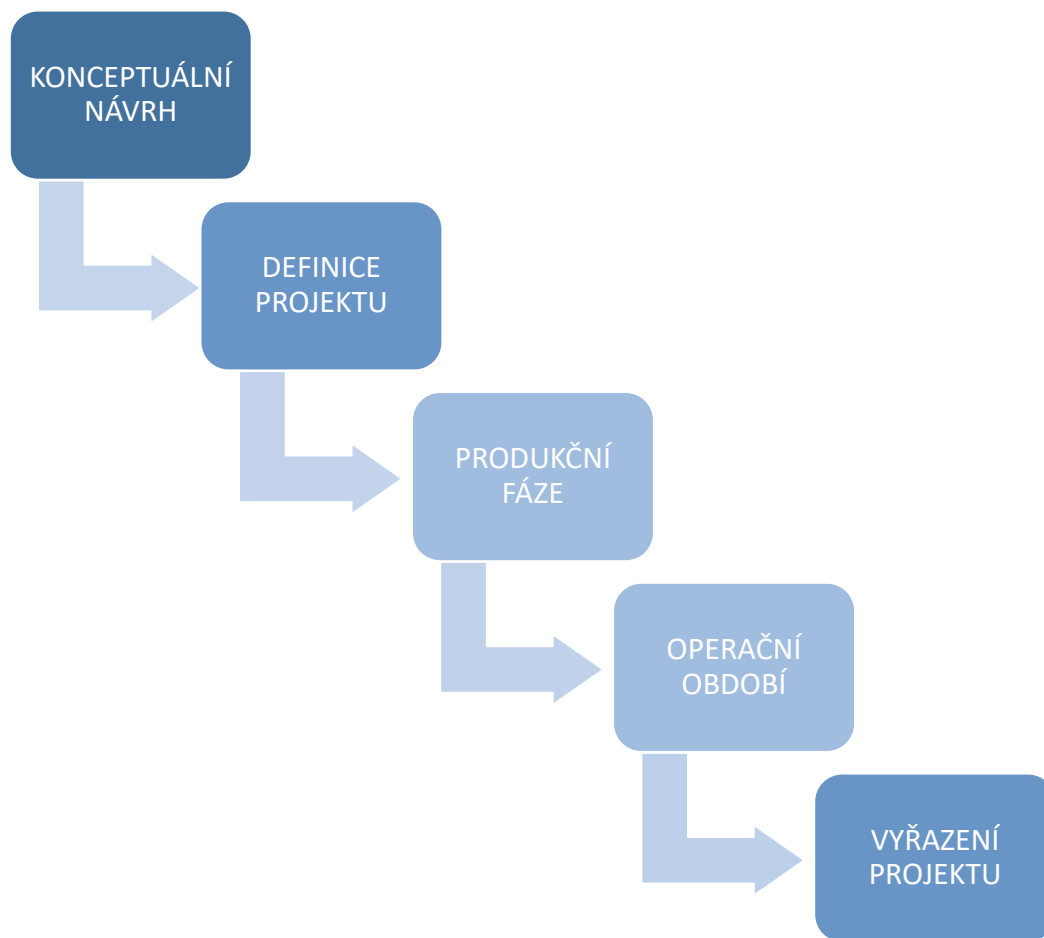 KONCEPTUÁLNÍ
NÁVRH
DEFINICE
PROJEKTU
PRODUKČNÍ
FÁZE
OPERAČNÍ
OBDOBÍ
VYŘAZENÍ
PROJEKTU